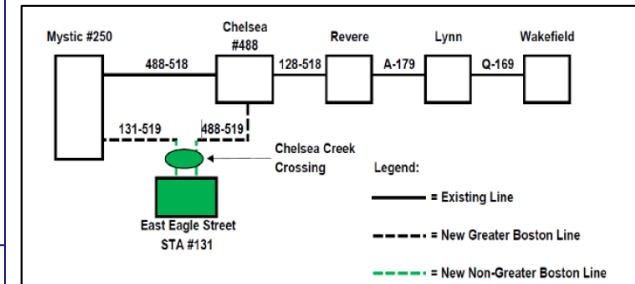 Mystic #250
Chelsea
#488
Revere
Lynn
Wakefield
488-518
128-518
A-179
Q-169
131-519
488-519
Chelsea Creek
Crossing
East Eagle Street
STA #131
Legend:
= Existing Line
= New Greater Boston Line
= New Non-Greater Boston Line